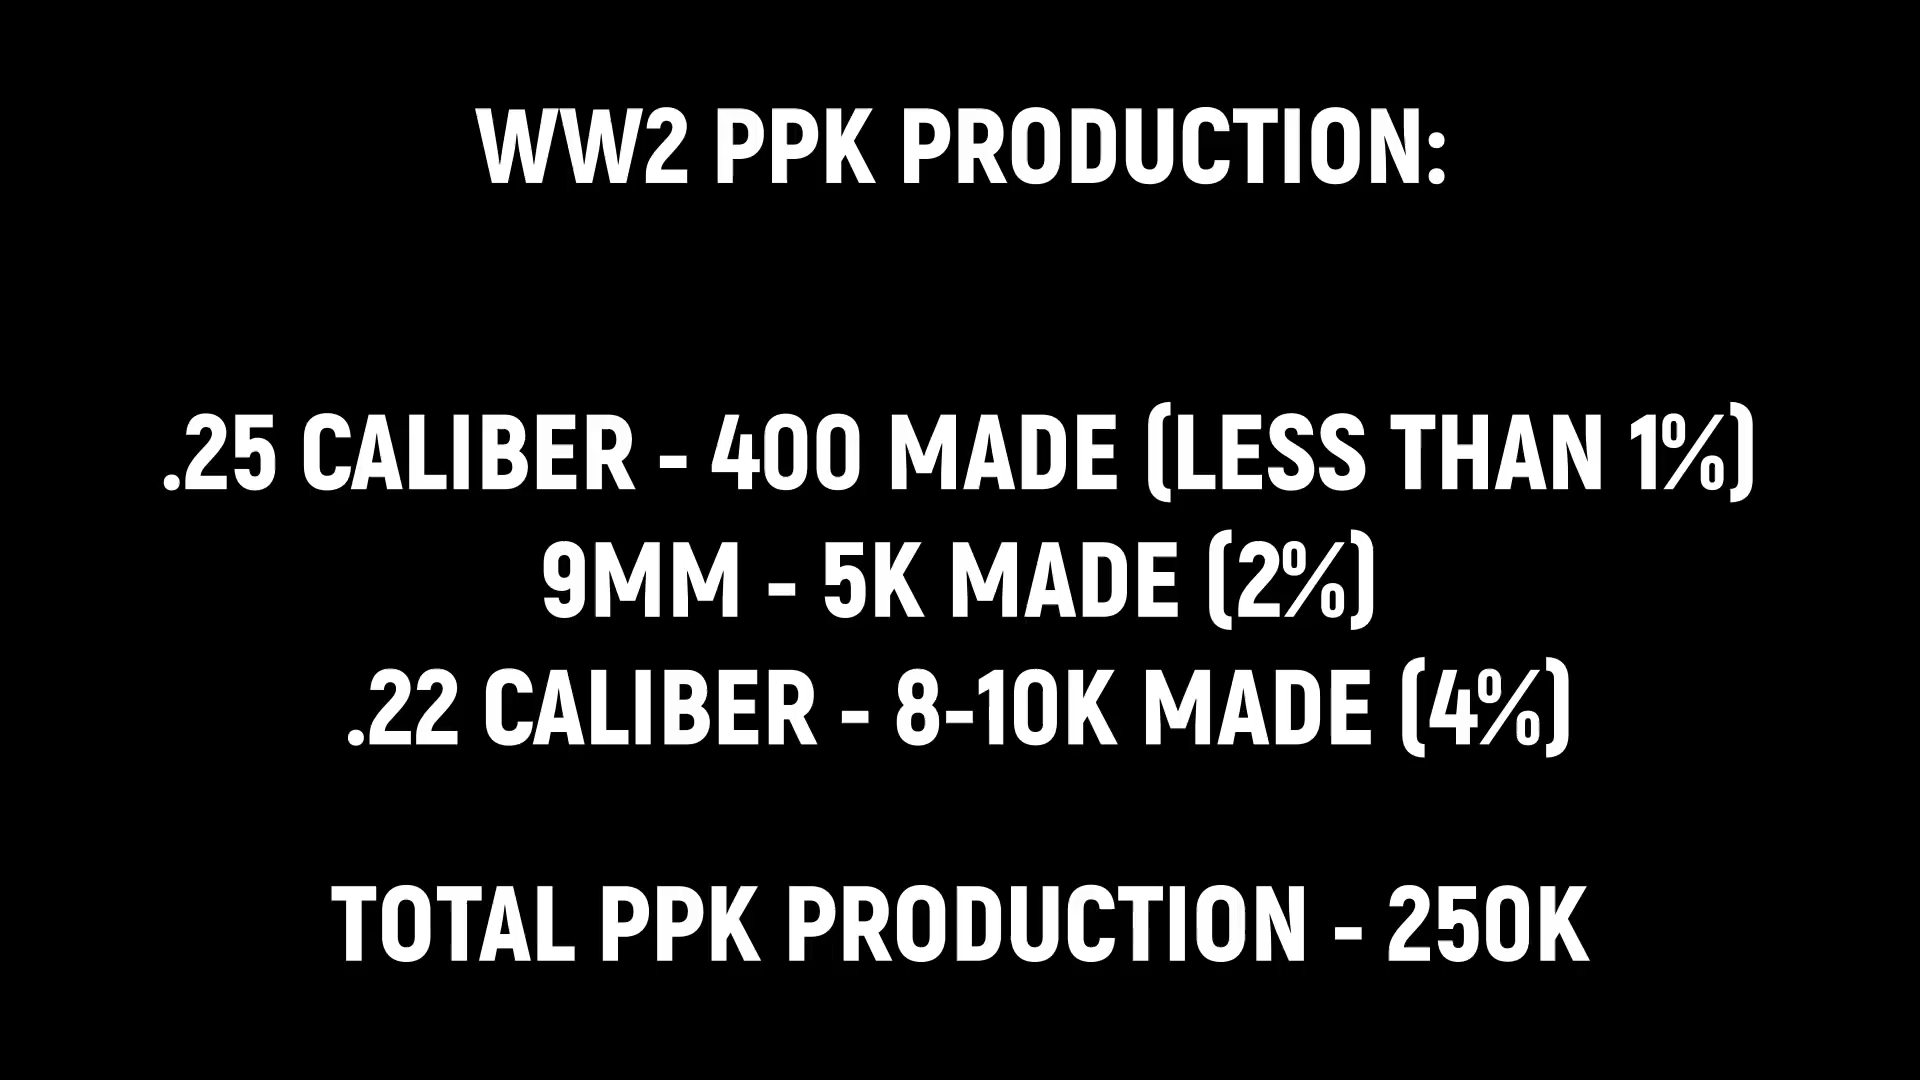 WW2 PPK PRODUCTION:
.25 CALIBER - 400 MADE (LESS THAN 1%)
9MM - 5K MADE (2%)
.22 CALIBER - 8-10K MADE (4%)
TOTAL PPK PRODUCTION - 250K